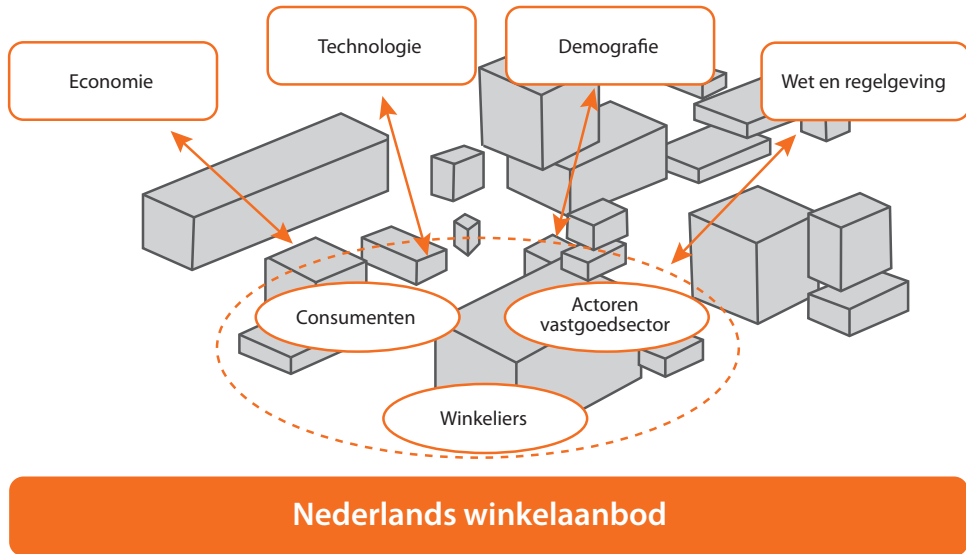 Economie
Technologie
Demografie
Wet en regelgeving
Consumenten
Actoren
vastgoedsector
Winkeliers
Nederlands winkelaanbod